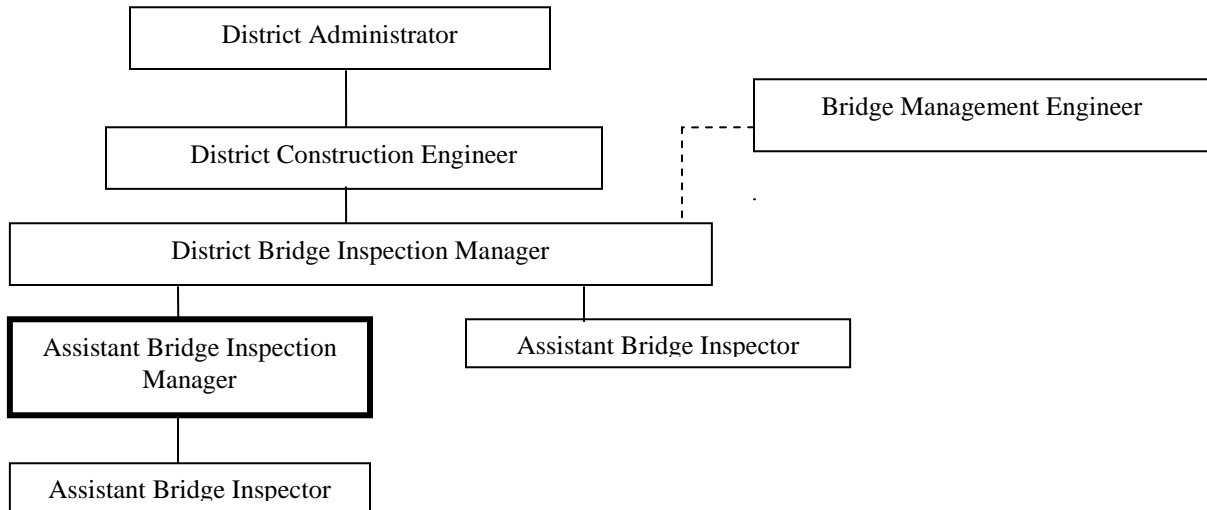 District Administrator
Bridge Management Engineer
District Construction Engineer
District Bridge Inspection Manager
Assistant Bridge Inspection
Manager
Assistant Bridge Inspector
Assistant Bridge Inspector